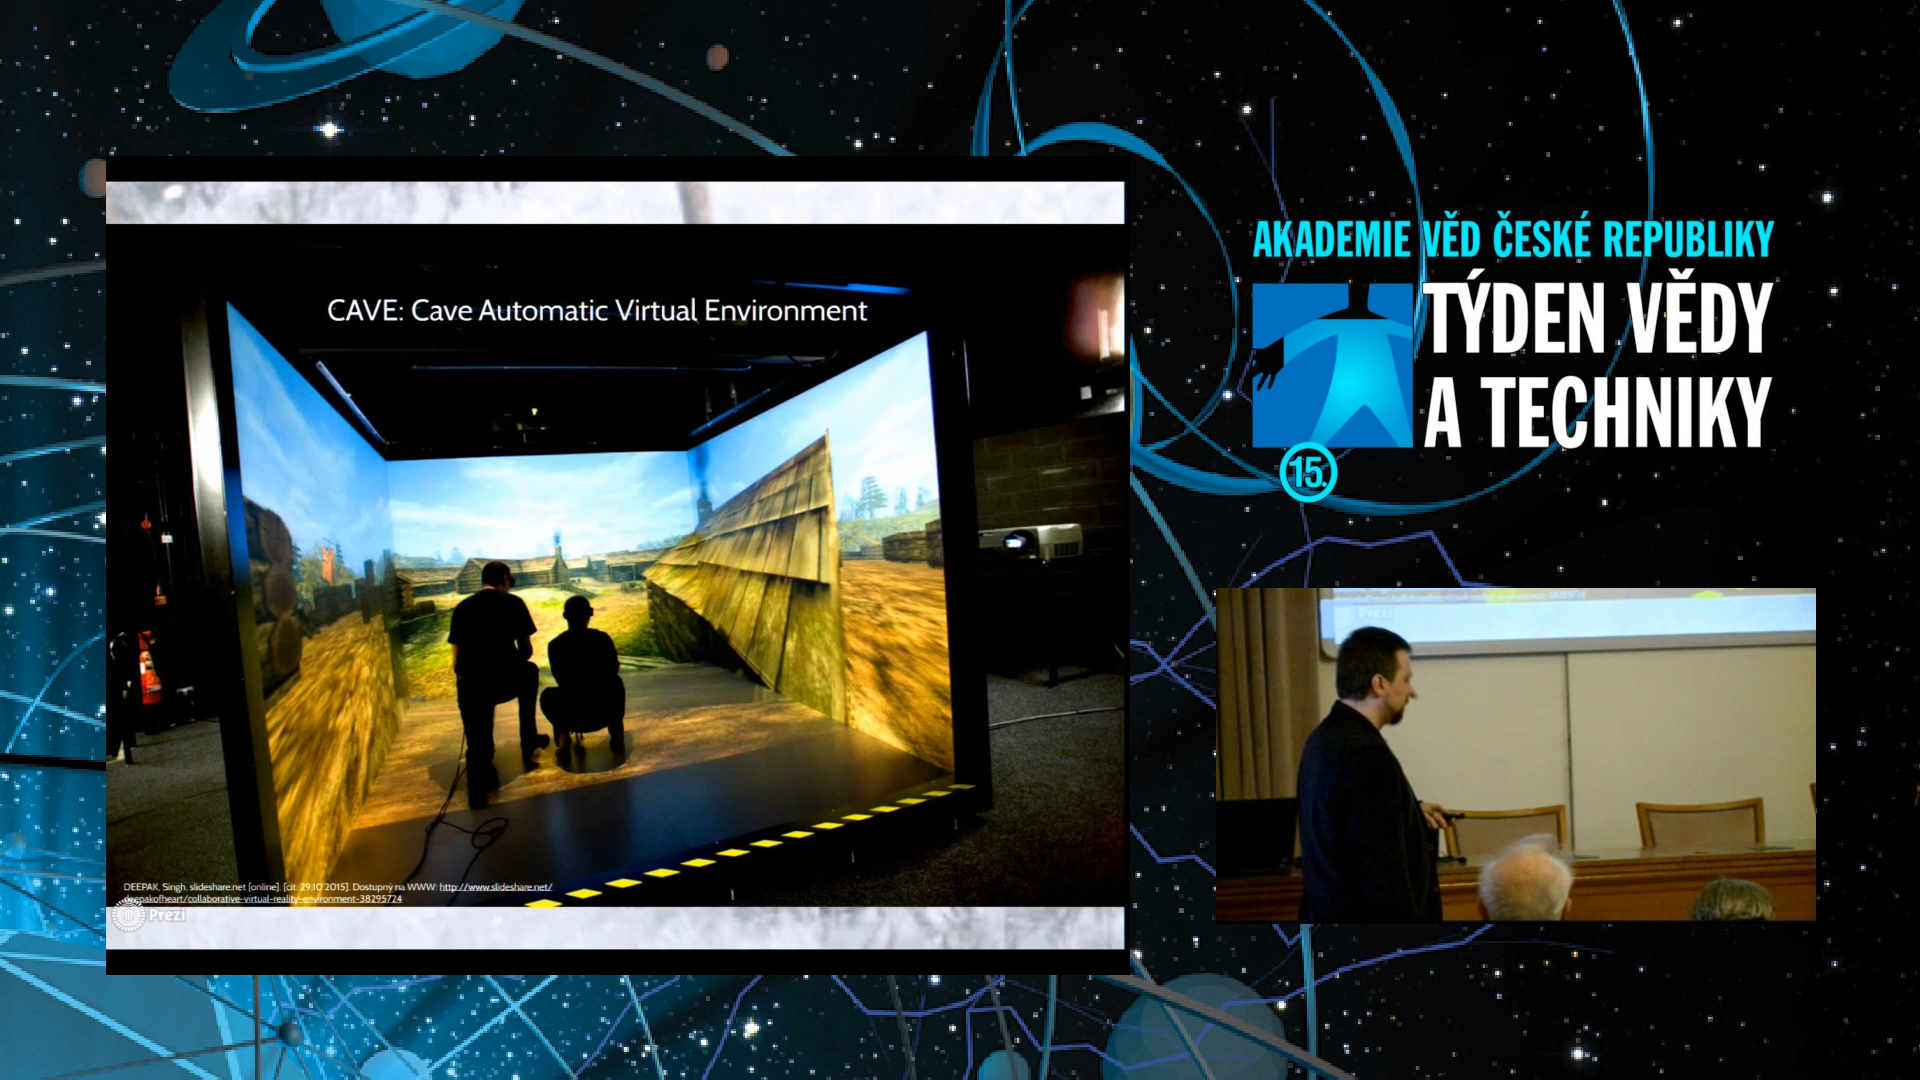 CAVE: Cave Automatic Virtual Environment
DEEPAK, Singh. slideshare.net [online]. [cit. 29.10.2015]. Dostupný na WWW: http://www.slideshare.net/
deepakofheart/collaborative-virtual-reality-environment-38295724
Prezi
AKADEMIE VĚD ČESKÉ REPUBLIKY
TÝDEN VĚDY
A TECHNIKY
15.
Prezi